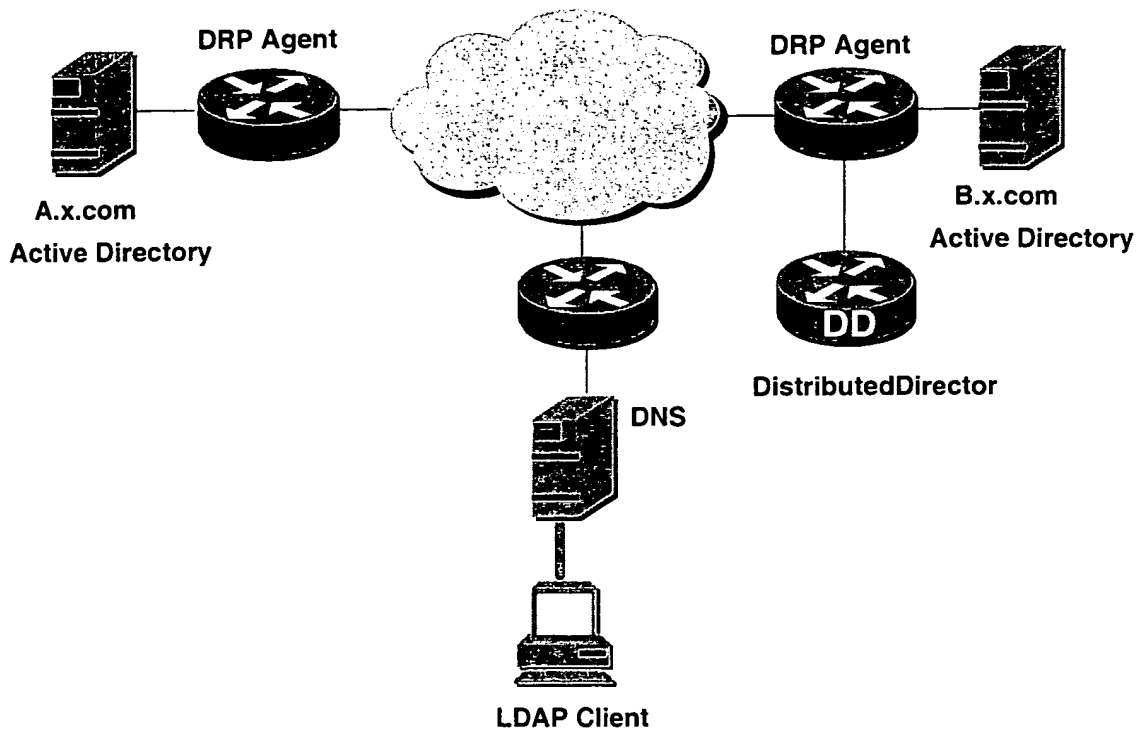 DRP Agent
DRP Agent
A.x.com
Active Directory
B.x.com
Active Directory
DD
DistributedDirector
DNS
LDAP Client